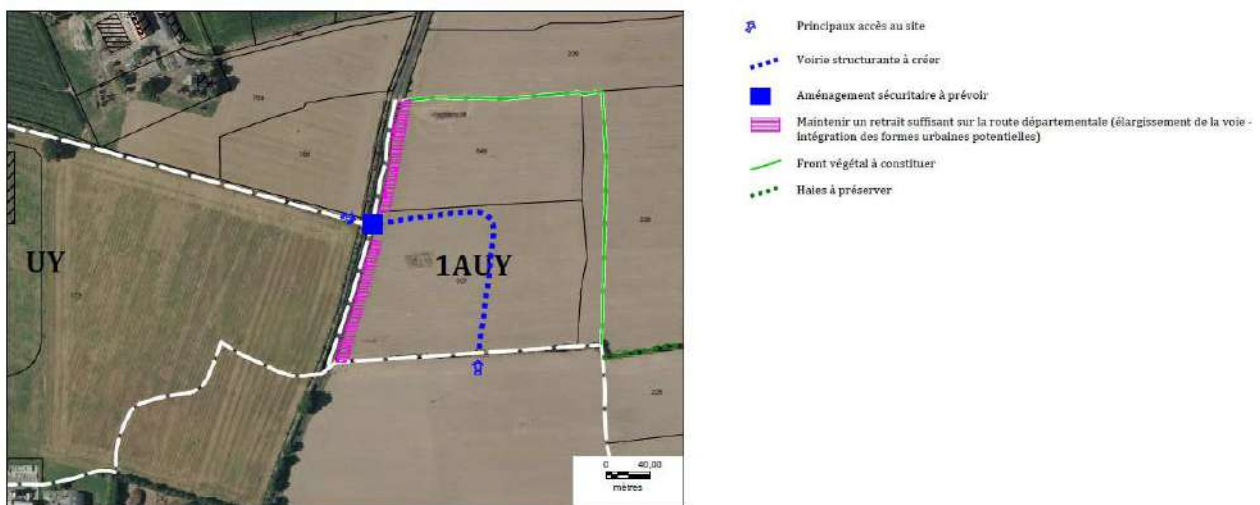 Principaux accès au site
Voirie structurante à créer
Aménagement sécuritaire à prévoir
Maintenir un retrait suffisant sur la route départementale (élargissement de la voie -
intégration des formes urbaines potentielles)
Front végétal à constituer
Haies à préserver
UY
1AUY
0 40,00
mètres